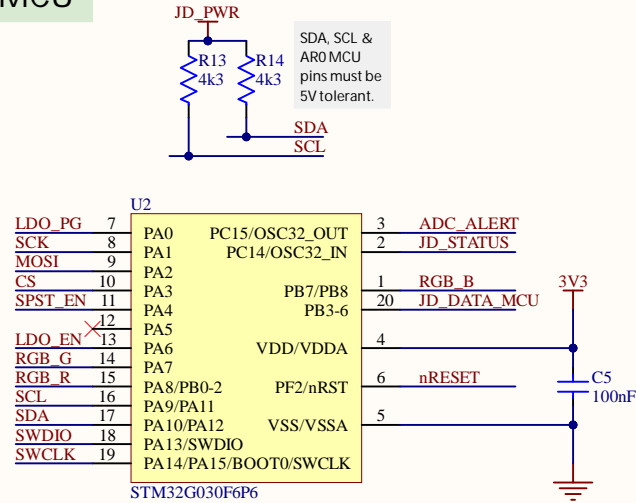 MCU
JD_PWR
R13
4k3
R14
4k3
SDA, SCL &
AR0 MCU
pins must be
5V tolerant.
SDA
SCL
U2
LDO_PG 7 PA0
SCK 8 PA1
MOSI 9 PA2
CS 10 PA3
SPST_EN 11 PA4
12 PA5
LDO_EN 13 PA6
RGB_G 14 PA7
RGB_R 15 PA8/PB0-2
SCL 16 PA9/PA11
SDA 17 PA10/PA12
SWDIO 18 PA13/SWDIO
SWCLK 19 PA14/PA15/BOOT0/SWCLK
PC15/OSC32_OUT 3 ADC_ALERT
PC14/OSC32_IN 2 JD_STATUS
PB7/PB8 1 RGB_B
PB3-6 20 JD_DATA_MCU
VDD/VDDA 4
PF2/nRST 6 nRESET
VSS/VSSA 5
STM32G030F6P6
3V3
C5
100nF